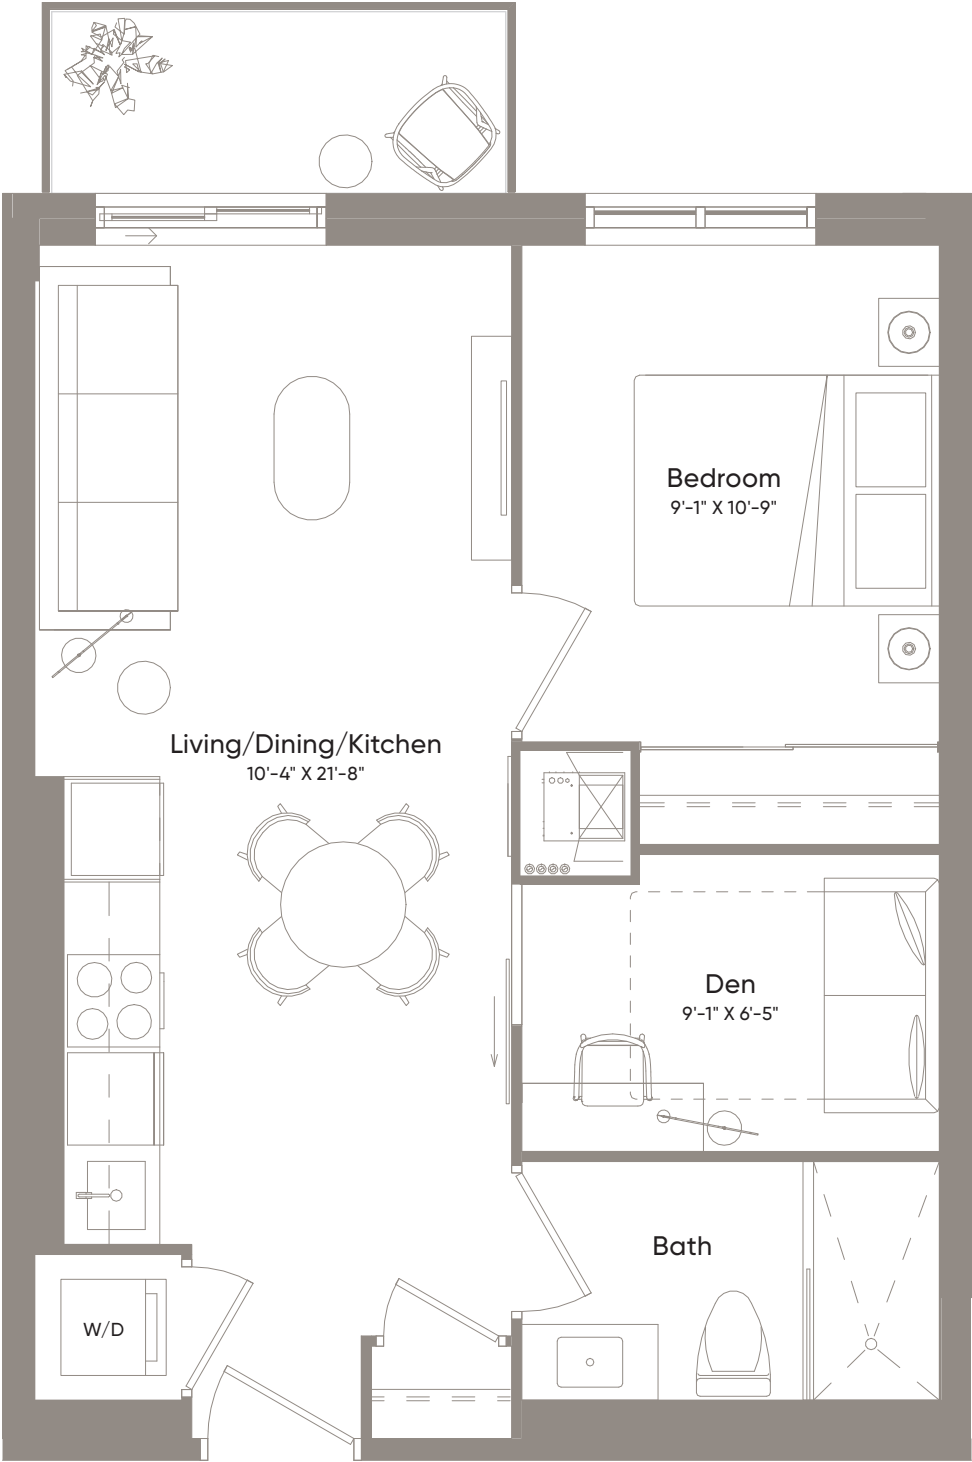 Bedroom
9'-1" X 10'-9"
Living/Dining/Kitchen
10'-4" X 21'-8"
Den
9'-1" X 6'-5"
Bath
W/D